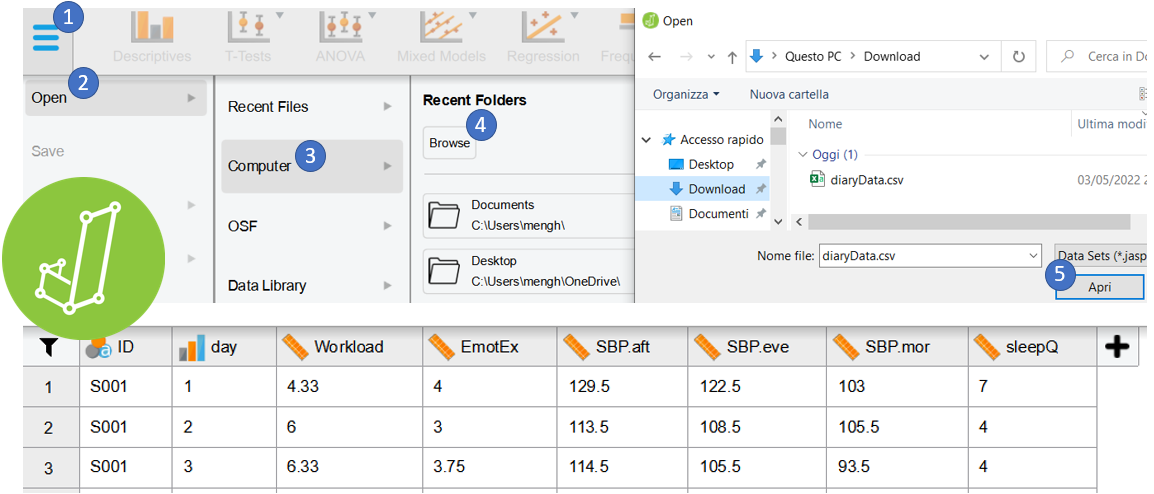 1
Descriptives
T-Tests
ANOVA
Mixed Models
Regression
Frequ
2
Open
Save
Recent Files
3
Computer
OSF
Data Library
Recent Folders
4
Browse
Documents
C:\Users\mengh\
Desktop
C:\Users\mengh\OneDrive\
Open
Questo PC > Download
Cerca in Do
Organizza
Nuova cartella
Nome
Ultima modi
Accesso rapido
Desktop
Download
Documenti
Oggi (1)
diaryData.csv 03/05/2022 2
Nome file: diaryData.csv
Data Sets (*.jasp
5
Apri
ID day Workload EmotEx SBP.aft SBP.eve SBP.mor sleepQ
1 S001 1 4.33 4 129.5 122.5 103 7
2 S001 2 6 3 113.5 108.5 105.5 4
3 S001 3 6.33 3.75 114.5 105.5 93.5 4